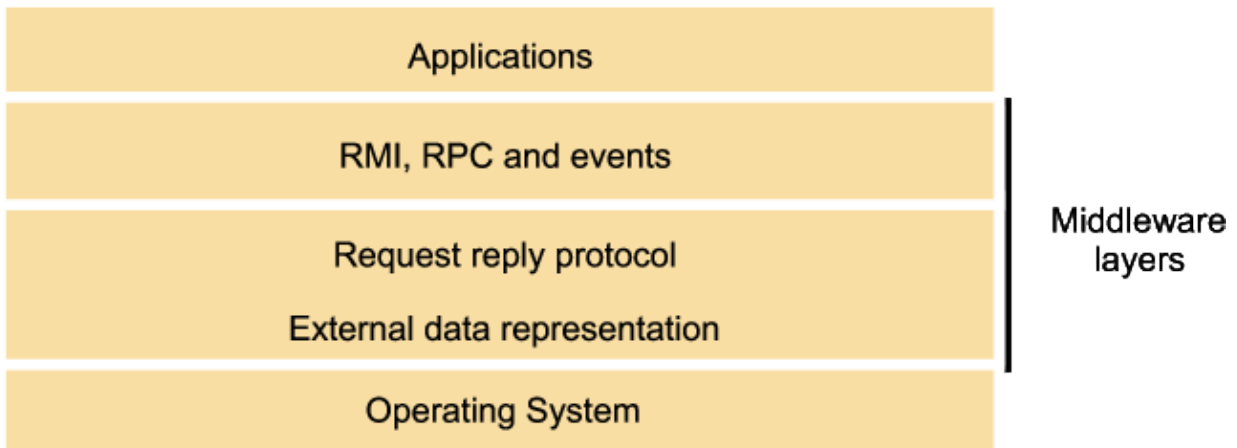 Applications
RMI, RPC and events
Request reply protocol
External data representation
Operating System
Middleware
layers